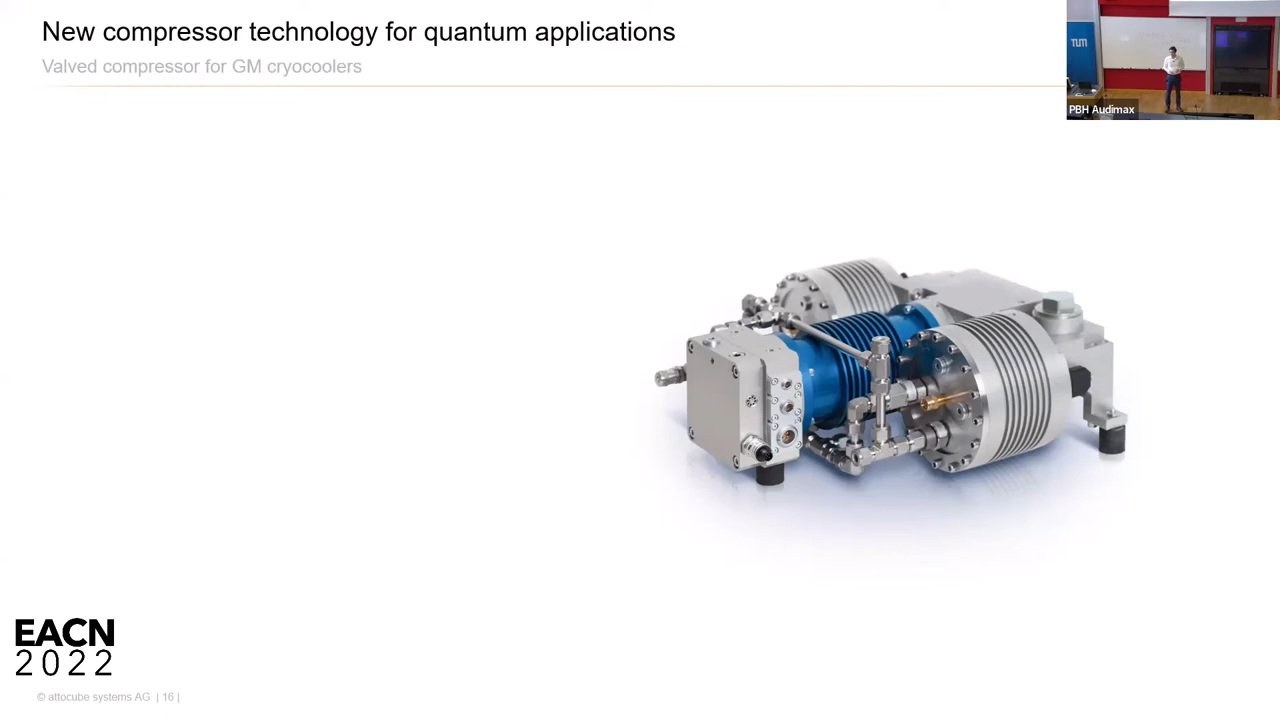 New compressor technology for quantum applications
Valved compressor for GM cryocoolers
TUM
PBH Audimax
EACN
2022
© attocube systems AG | 16 |